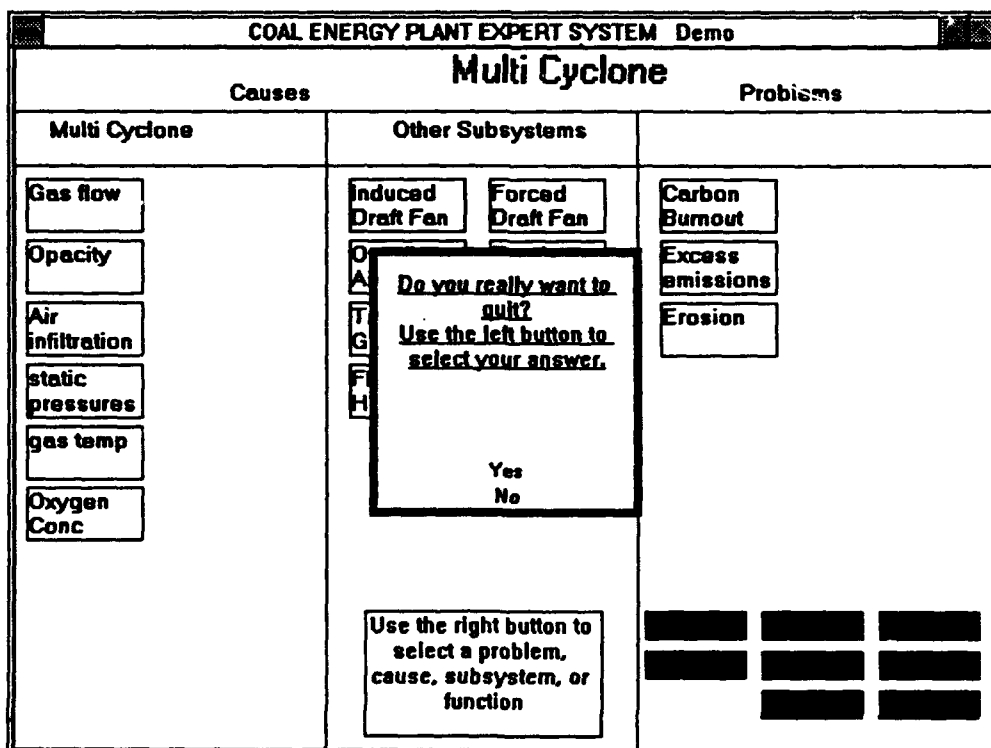 COAL ENERGY PLANT EXPERT SYSTEM Demo
Multi Cyclone
Causes
Problems
Multi Cyclone
Other Subsystems
Gas flow
Opacity
Air
infiltration
static
pressures
gas temp
Oxygen
Conc
Induced
Draft Fan
Forced
Draft Fan
Carbon
Burnout
Excess
emissions
Erosion
Do you really want to
quit?
Use the left button to
select your answer.
Yes
No
Use the right button to
select a problem,
cause, subsystem, or
function